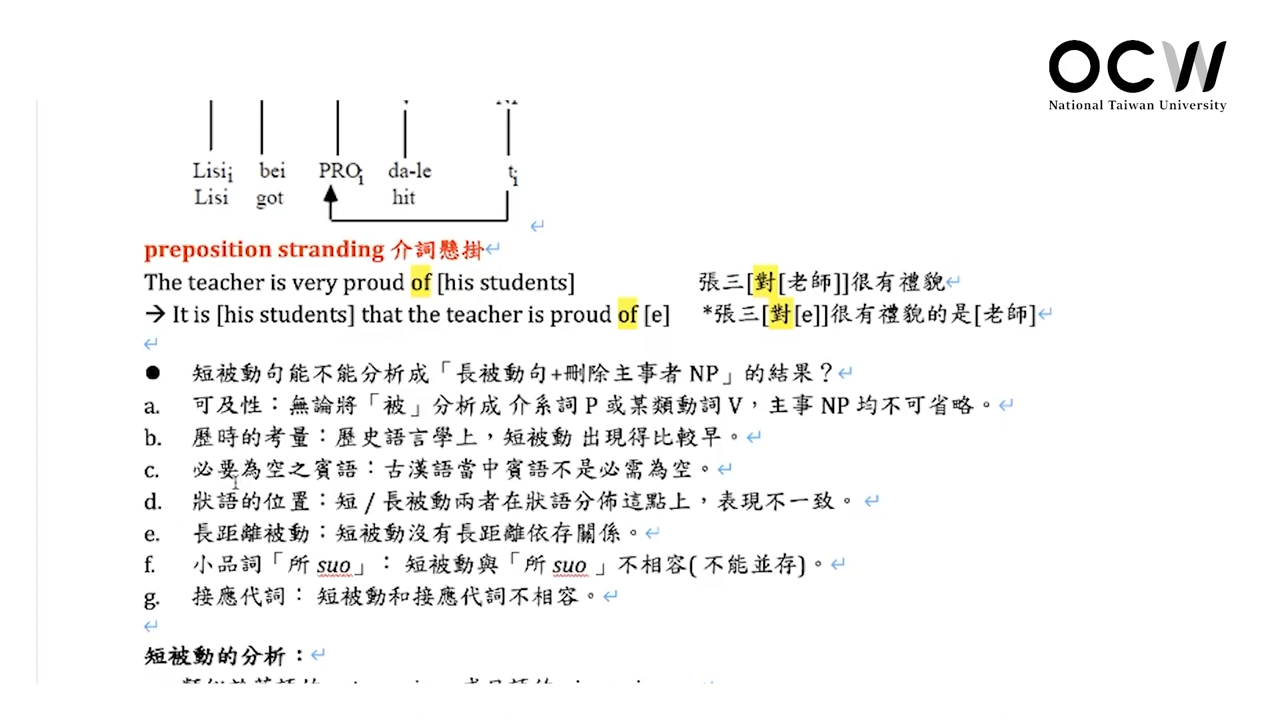 OCW
National Taiwan University
Lisi i bei PRO i da-le t i
Lisi got hit
preposition stranding 介詞懸掛↵
The teacher is very proud of [his students] 張三[對[老師]]很有禮貌↵
→ It is [his students] that the teacher is proud of [e] *張三[對[e]]很有禮貌的是[老師]↵
● 短被動句能不能分析成「長被動句+刪除主事者 NP」的結果？↵
a. 可及性：無論將「被」分析成 介系詞 P 或某類動詞 V，主事 NP 均不可省略。↵
b. 歷時的考量：歷史語言學上，短被動 出現得比較早。↵
c. 必要為空之賓語：古漢語當中賓語不是必需為空。↵
d. 狀語的位置：短 / 長被動兩者在狀語分佈這點上，表現不一致。↵
e. 長距離被動：短被動沒有長距離依存關係。↵
f. 小品詞「所 suo」： 短被動與「所 suo 」不相容( 不能並存)。↵
g. 接應代詞： 短被動和接應代詞不相容。↵
短被動的分析：↵